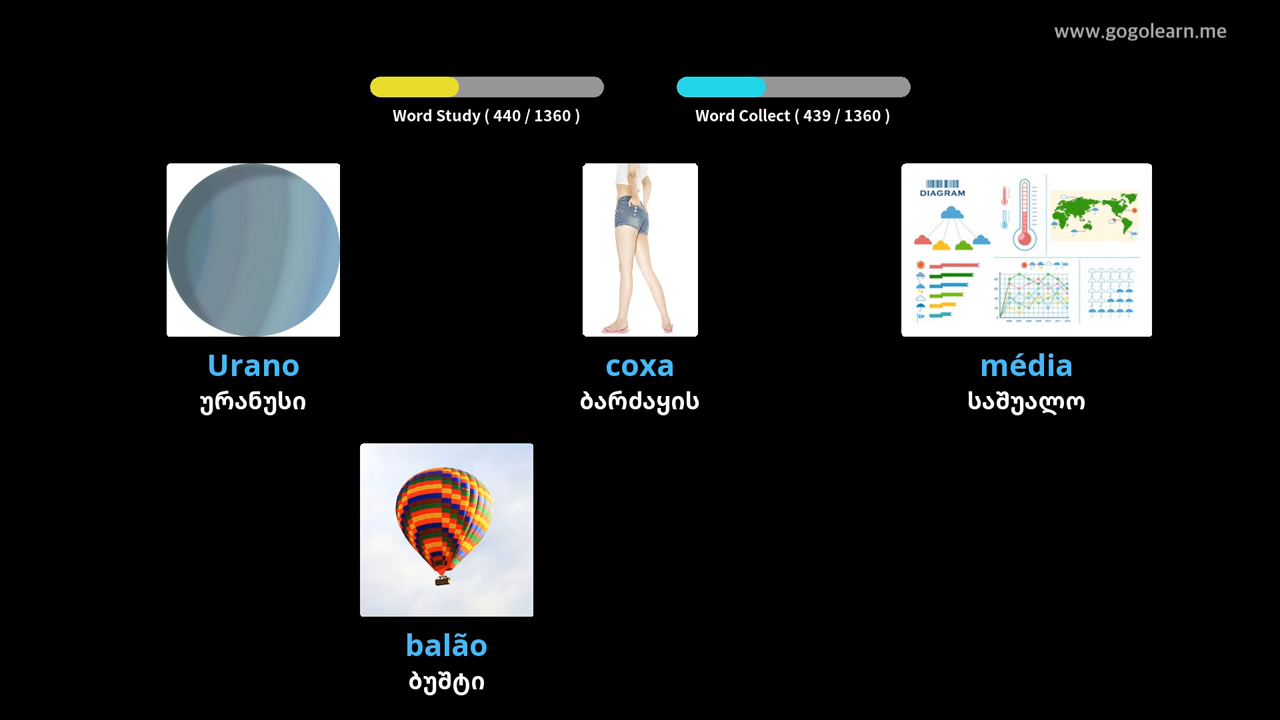 www.gogolearn.me
Word Study ( 440 / 1360 )
Word Collect ( 439 / 1360 )
DIAGRAM
Urano
ურანუსი
coxa
ბარძაყის
média
საშუალო
balão
ბუშტი